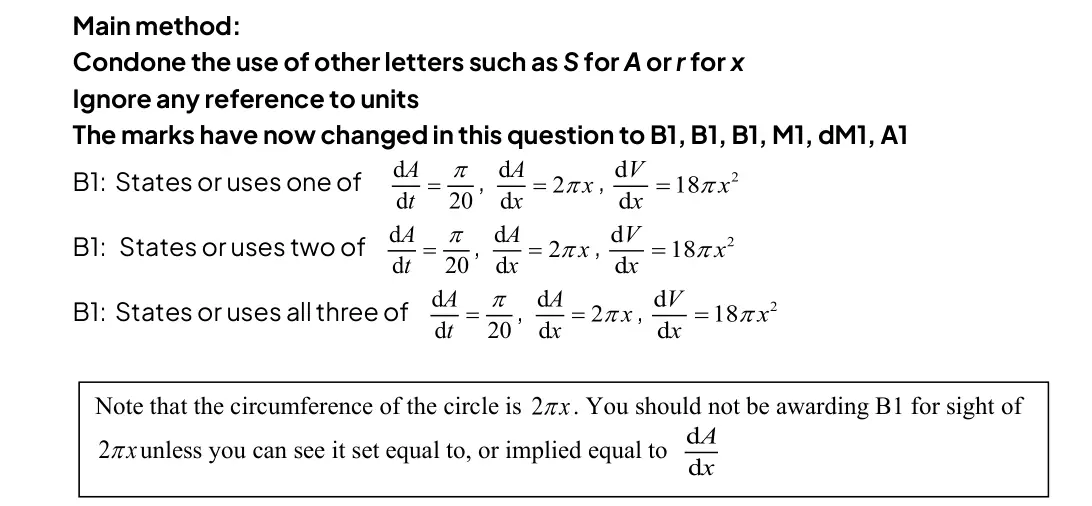 Main method:
Condone the use of other letters such as S for A or r for x
Ignore any reference to units
The marks have now changed in this question to B1, B1, B1, M1, dM1, A1
B1: States or uses one of dA/dt = π/20, dA/dx = 2πx, dV/dx = 18πx²
B1: States or uses two of dA/dt = π/20, dA/dx = 2πx, dV/dx = 18πx²
B1: States or uses all three of dA/dt = π/20, dA/dx = 2πx, dV/dx = 18πx²
Note that the circumference of the circle is 2πx. You should not be awarding B1 for sight of
2πx unless you can see it set equal to, or implied equal to dA/dx